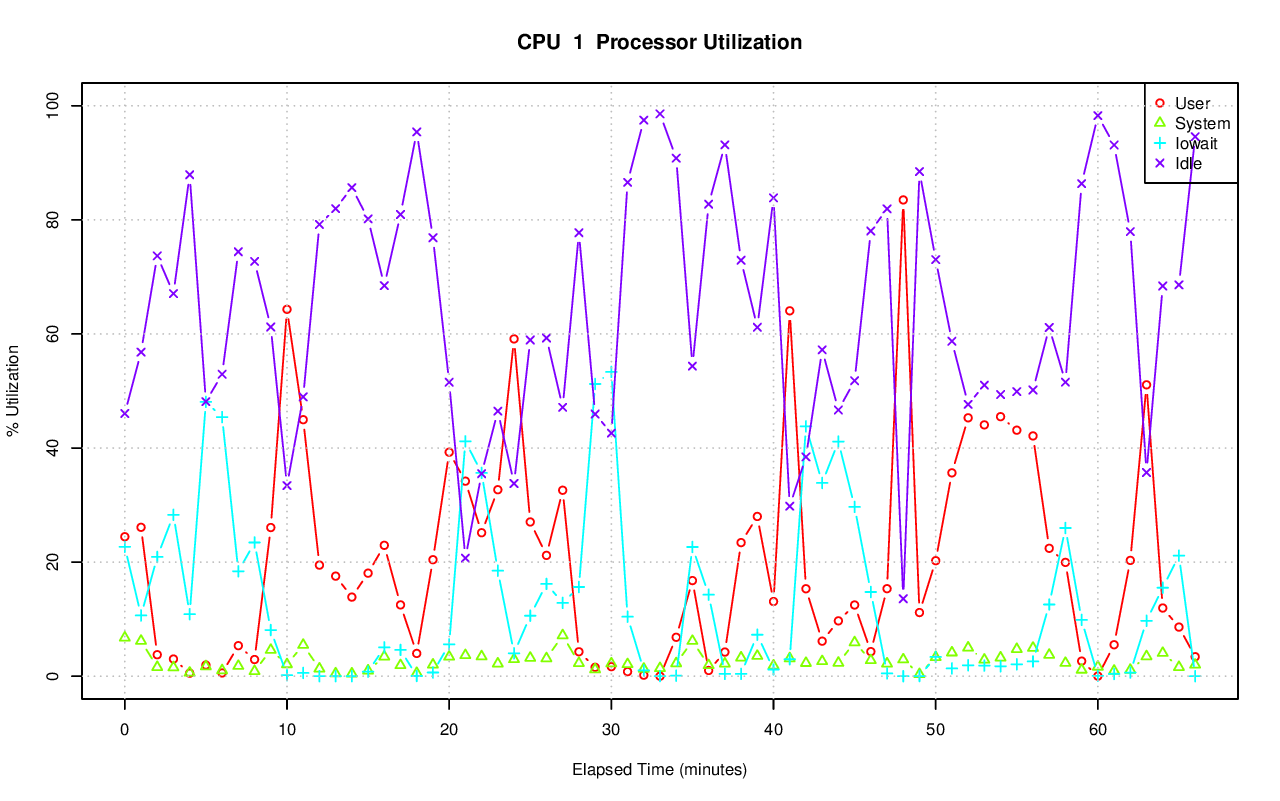 CPU 1 Processor Utilization
% Utilization
100
80
60
40
20
0
User
System
Iowait
Idle
0 10 20 30 40 50 60
Elapsed Time (minutes)